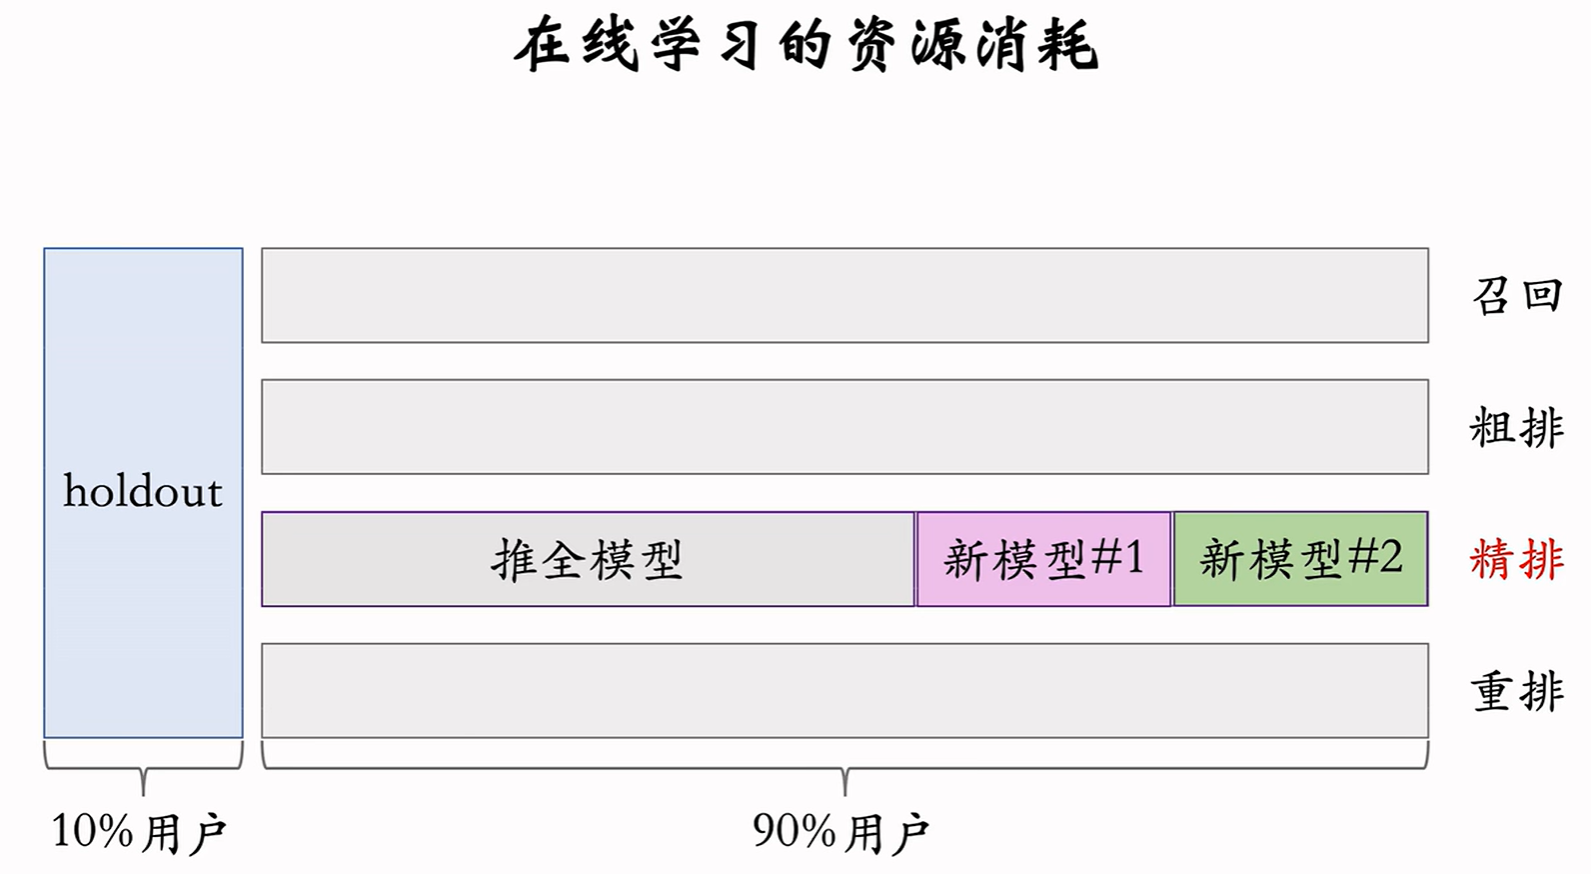 在线学习的资源消耗
召回
粗排
holdout
推全模型 新模型#1 新模型#2 精排
重排
10%用户 90%用户